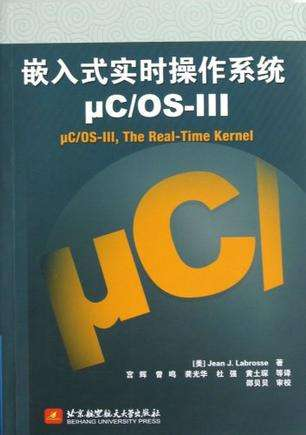 嵌入式实时操作系统
μC/OS-III
μC/OS-III, The Real-Time Kernel
μC/
[美] Jean J. Labrosse 著
宫辉 曾鸣 龚光华 杜强 黄土琛 等译
邵贝贝 审校
北京航空航天大学出版社
BEIHANG UNIVERSITY PRESS